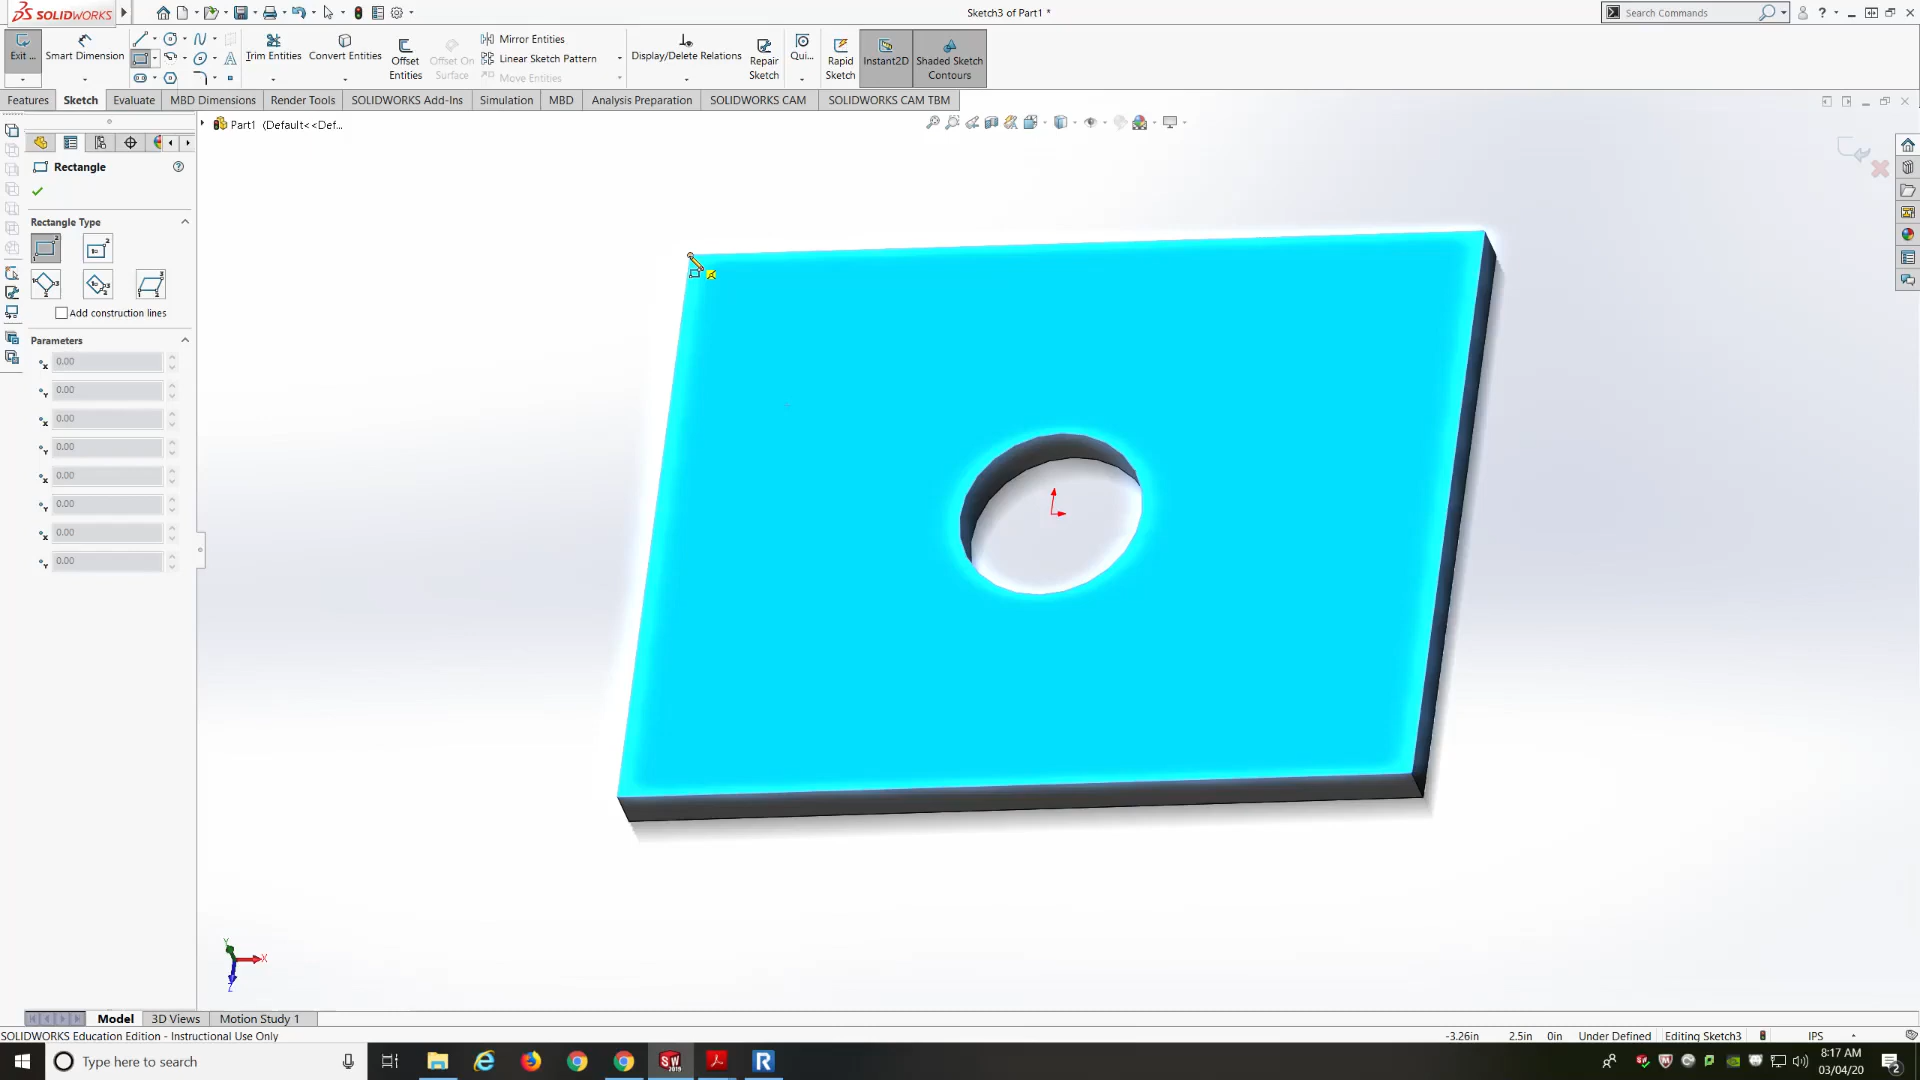 SOLIDWORKS
Sketch3 of Part1 *
Search Commands
Exit ...
Smart Dimension
Trim Entities
Convert Entities
Offset Entities
Offset On Surface
Mirror Entities
Linear Sketch Pattern
Move Entities
Display/Delete Relations
Repair Sketch
Qui...
Rapid Sketch
Instant2D
Shaded Sketch Contours
Features
Sketch
Evaluate
MBD Dimensions
Render Tools
SOLIDWORKS Add-Ins
Simulation
MBD
Analysis Preparation
SOLIDWORKS CAM
SOLIDWORKS CAM TBM
Part1 (Default<<Def...
Rectangle
Rectangle Type
Add construction lines
Parameters
0.00
0.00
0.00
0.00
0.00
0.00
0.00
0.00
Y
X
Z
Model
3D Views
Motion Study 1
SOLIDWORKS Education Edition - Instructional Use Only
-3.26in
2.5in
0in
Under Defined
Editing Sketch3
IPS
Type here to search
8:17 AM
03/04/20